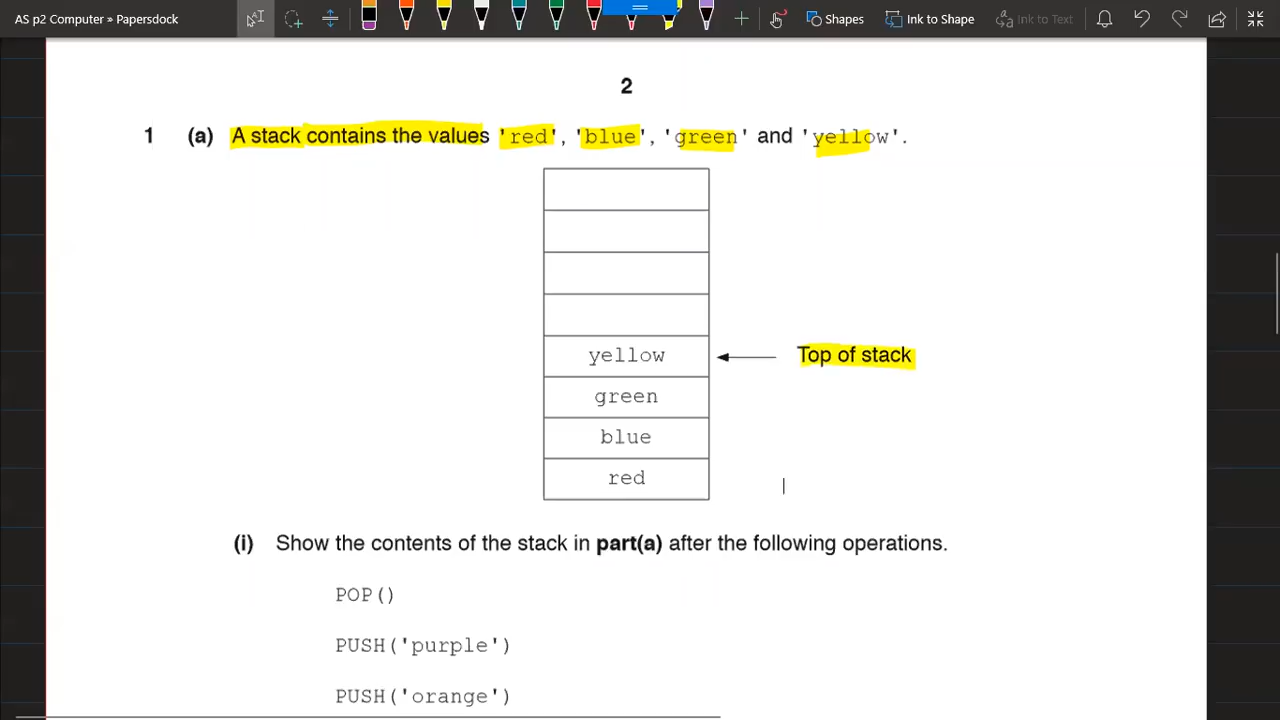 AS p2 Computer » Papersdock
Shapes
Ink to Shape
Ink to Text
2
1 (a) A stack contains the values 'red', 'blue', 'green' and 'yellow'.
yellow
Top of stack
green
blue
red
(i) Show the contents of the stack in part(a) after the following operations.
POP()
PUSH('purple')
PUSH('orange')